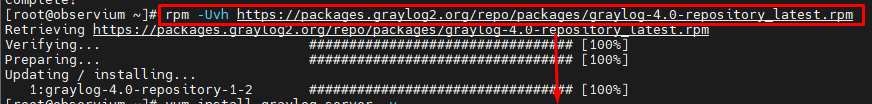 Complete!
[root@observium ~]# rpm -Uvh https://packages.graylog2.org/repo/packages/graylog-4.0-repository_latest.rpm
Retrieving https://packages.graylog2.org/repo/packages/graylog-4.0-repository_latest.rpm
Verifying... ################################# [100%]
Preparing... ################################# [100%]
Updating / installing...
1:graylog-4.0-repository-1-2 ################################# [100%]
[root@observium ~]# yum install graylog-server -y